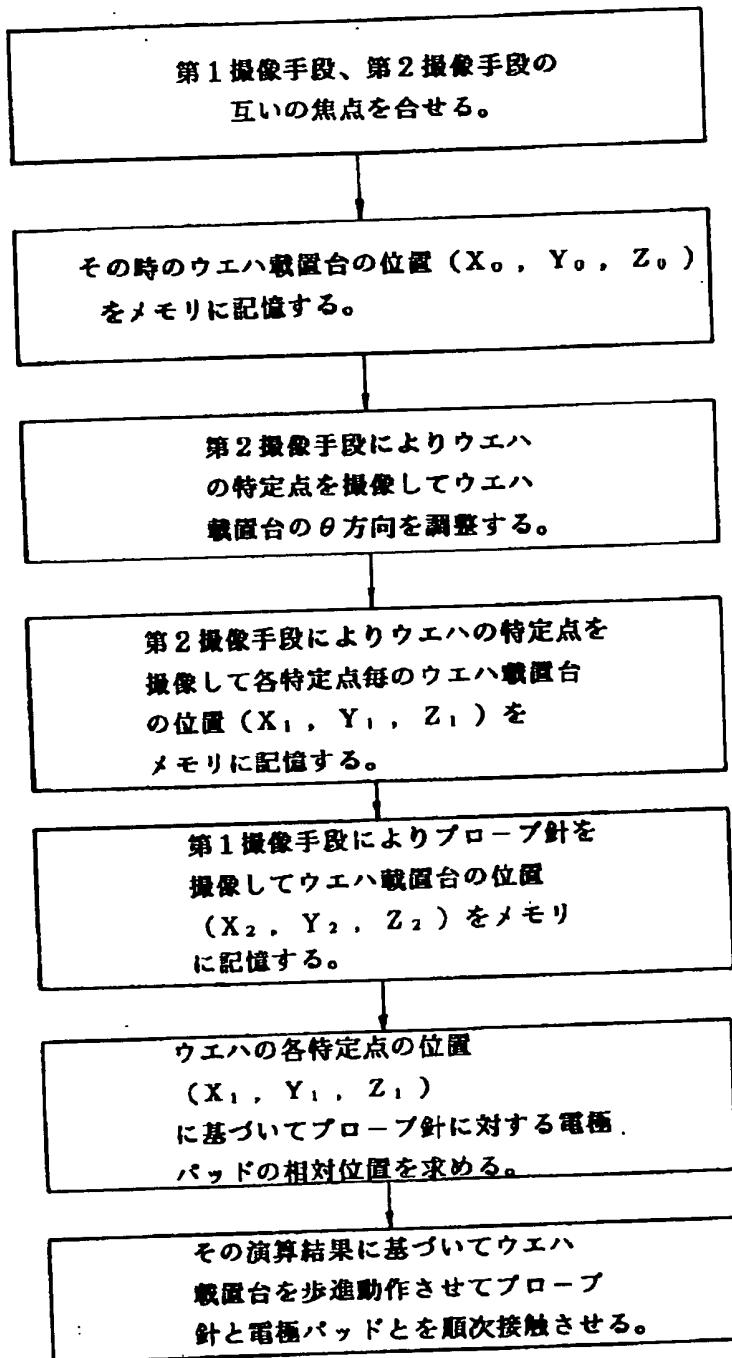 第1撮像手段、第2撮像手段の
互いの焦点を合せる。
その時のウエハ載置台の位置（X₀，Y₀，Z₀）
をメモリに記憶する。
第2撮像手段によりウエハ
の特定点を撮像してウエハ
載置台のθ方向を調整する。
第2撮像手段によりウエハの特定点を
撮像して各特定点毎のウエハ載置台
の位置（X₁，Y₁，Z₁）を
メモリに記憶する。
第1撮像手段によりプローブ針を
撮像してウエハ載置台の位置
（X₂，Y₂，Z₂）をメモリ
に記憶する。
ウエハの各特定点の位置
（X₁，Y₁，Z₁）
に基づいてプローブ針に対する電極
パッドの相対位置を求める。
その演算結果に基づいてウエハ
載置台を歩進動作させてプローブ
針と電極パッドとを順次接触させる。